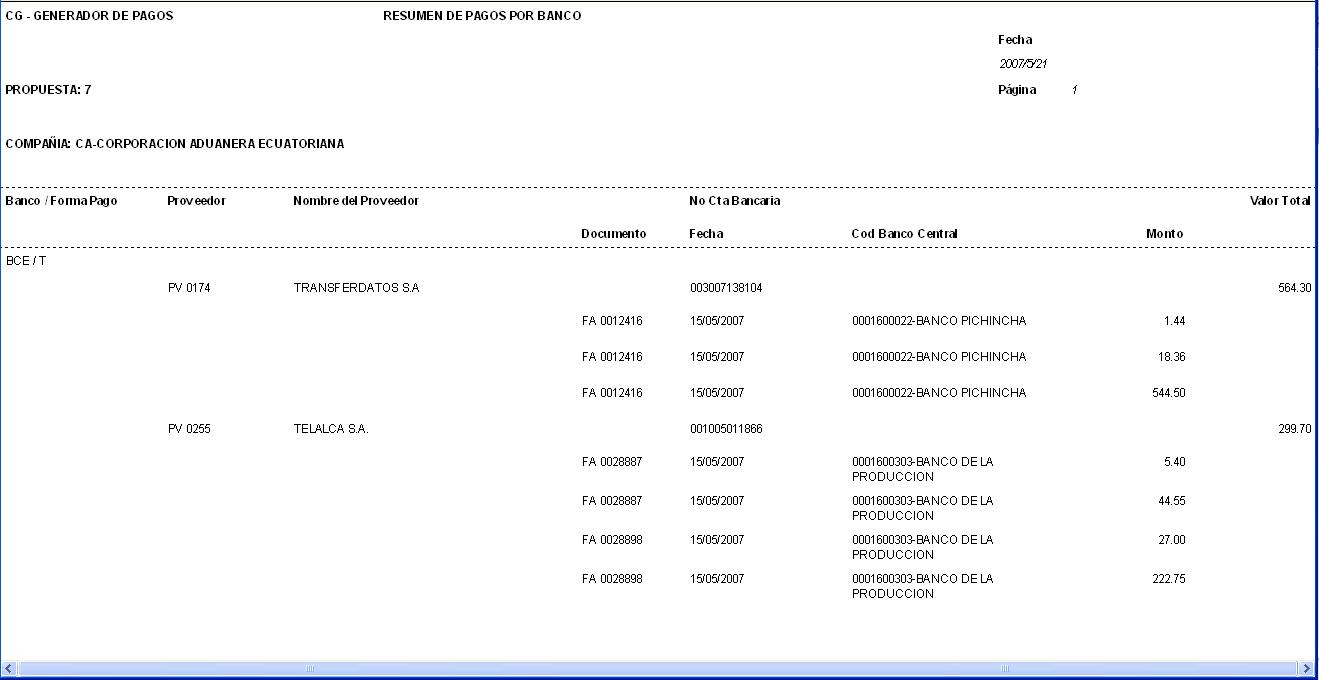 CG - GENERADOR DE PAGOS RESUMEN DE PAGOS POR BANCO
Fecha
2007/5/21
PROPUESTA: 7 Página 1
COMPAÑIA: CA-CORPORACION ADUANERA ECUATORIANA
Banco / Forma Pago Proveedor Nombre del Proveedor No Cta Bancaria Valor Total
Documento Fecha Cod Banco Central Monto
BCE / T
PV 0174 TRANSFERDATOS S.A 003007138104 564.30
FA 0012416 15/05/2007 0001600022-BANCO PICHINCHA 1.44
FA 0012416 15/05/2007 0001600022-BANCO PICHINCHA 18.36
FA 0012416 15/05/2007 0001600022-BANCO PICHINCHA 544.50
PV 0255 TELALCA S.A. 001005011866 299.70
FA 0028887 15/05/2007 0001600303-BANCO DE LA 5.40
PRODUCCION
FA 0028887 15/05/2007 0001600303-BANCO DE LA 44.55
PRODUCCION
FA 0028898 15/05/2007 0001600303-BANCO DE LA 27.00
PRODUCCION
FA 0028898 15/05/2007 0001600303-BANCO DE LA 222.75
PRODUCCION